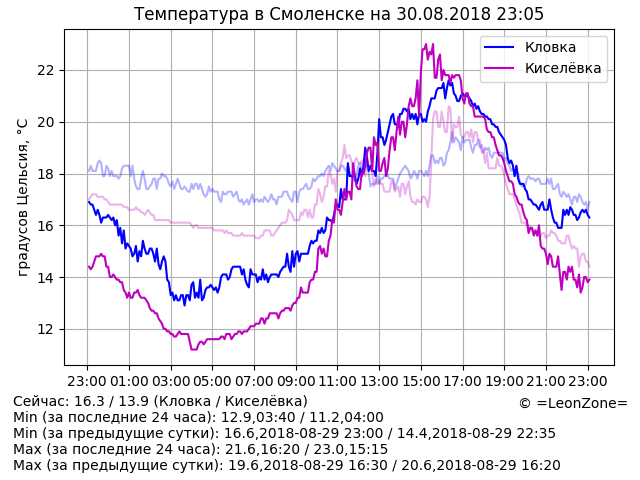 Температура в Смоленске на 30.08.2018 23:05
Кловка
Киселёвка
градусов Цельсия, °C
22
20
18
16
14
12
23:00 01:00 03:00 05:00 07:00 09:00 11:00 13:00 15:00 17:00 19:00 21:00 23:00
Сейчас: 16.3 / 13.9 (Кловка / Киселёвка)
© =LeonZone=
Min (за последние 24 часа): 12.9,03:40 / 11.2,04:00
Min (за предыдущие сутки): 16.6,2018-08-29 23:00 / 14.4,2018-08-29 22:35
Max (за последние 24 часа): 21.6,16:20 / 23.0,15:15
Max (за предыдущие сутки): 19.6,2018-08-29 16:30 / 20.6,2018-08-29 16:20